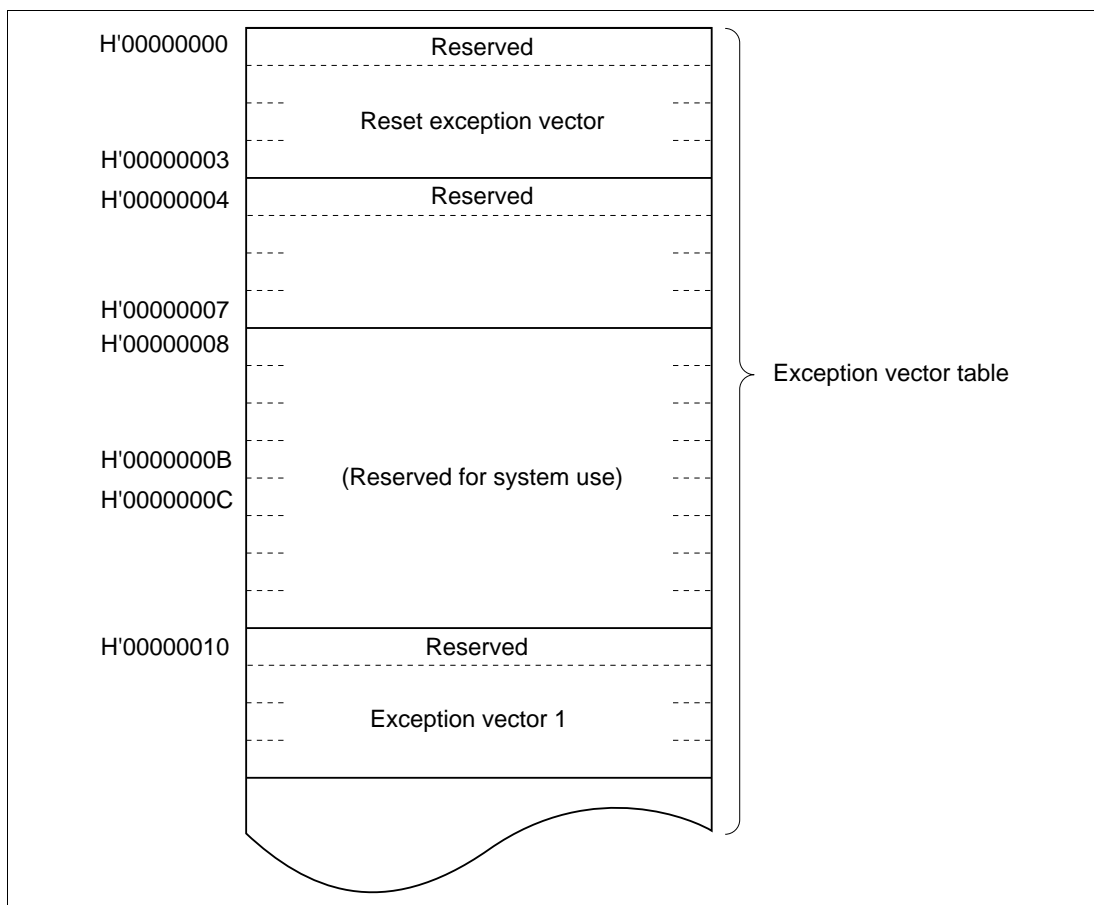 H'00000000
Reserved
Reset exception vector
H'00000003
H'00000004
Reserved
H'00000007
H'00000008
Exception vector table
H'0000000B
(Reserved for system use)
H'0000000C
H'00000010
Reserved
Exception vector 1